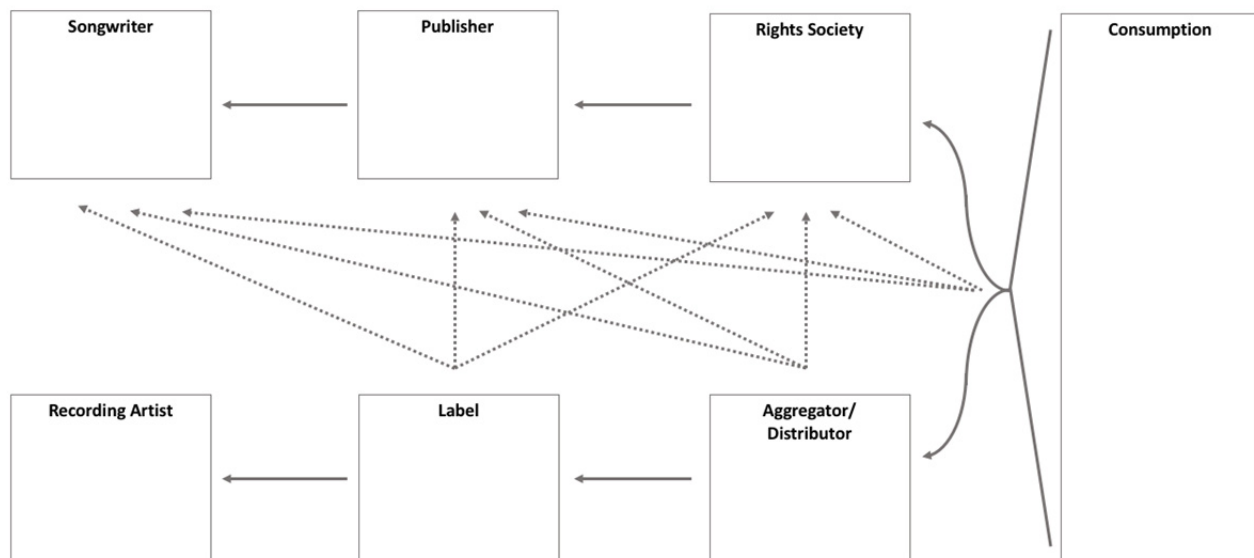 Songwriter
Publisher
Rights Society
Consumption
Recording Artist
Label
Aggregator/
Distributor